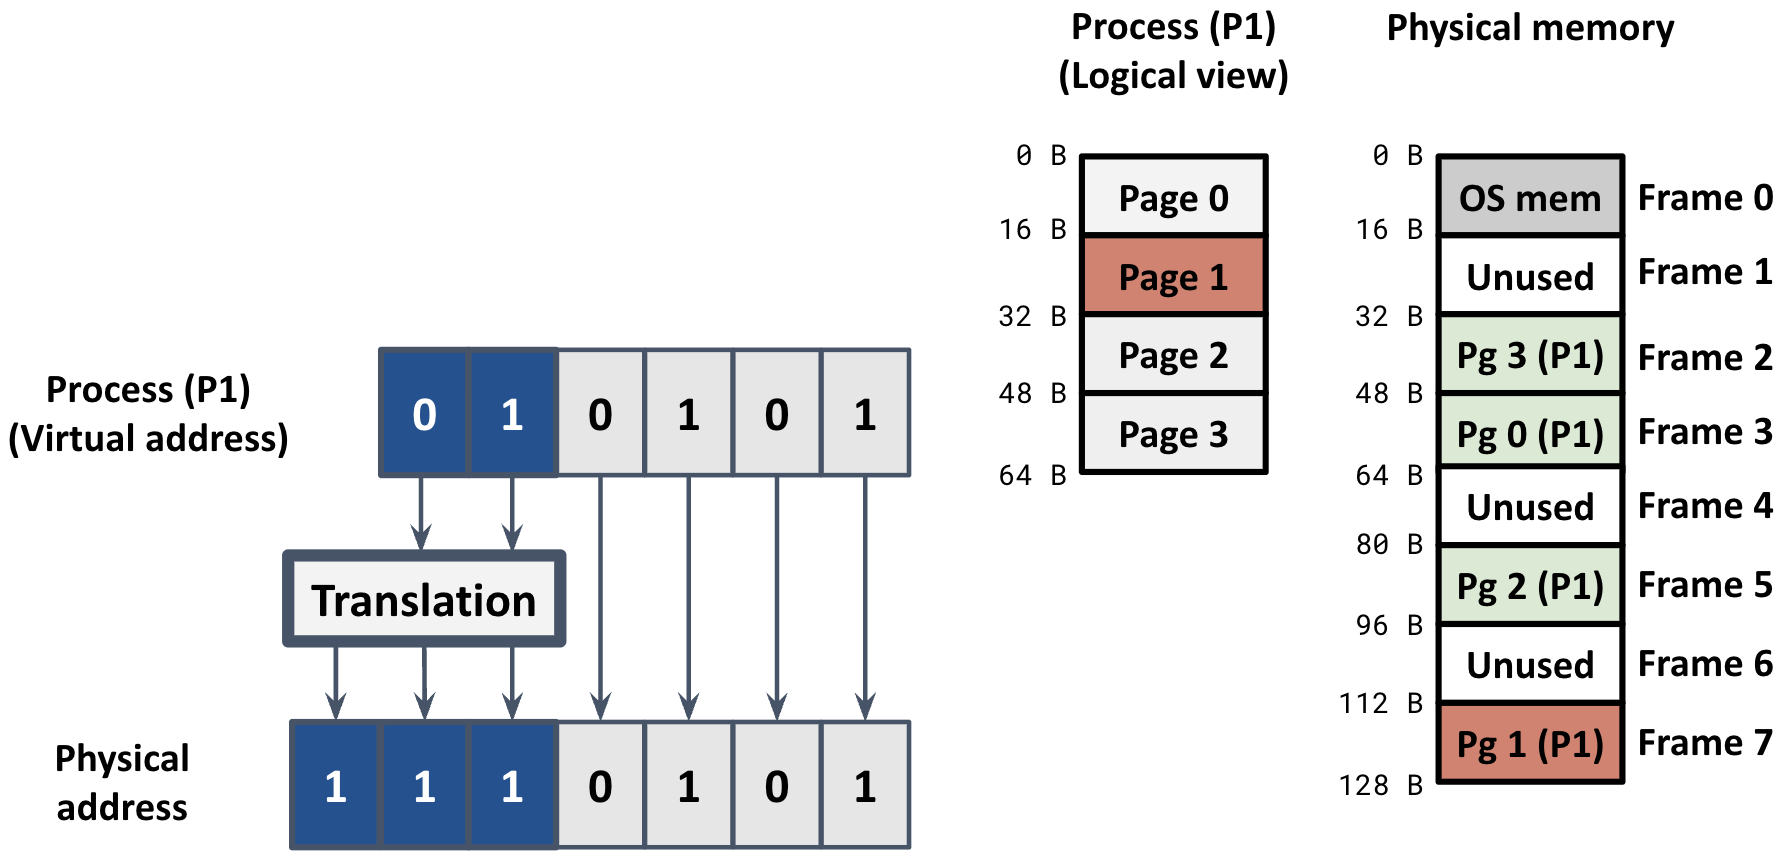 Process (P1)
(Logical view)
Physical memory
0 B
Page 0
16 B
Page 1
32 B
Page 2
48 B
Page 3
64 B
0 B
OS mem
Frame 0
16 B
Unused
Frame 1
32 B
Pg 3 (P1)
Frame 2
48 B
Pg 0 (P1)
Frame 3
64 B
Unused
Frame 4
80 B
Pg 2 (P1)
Frame 5
96 B
Unused
Frame 6
112 B
Pg 1 (P1)
Frame 7
128 B
Process (P1)
(Virtual address)
0 1 0 1 0 1
Translation
Physical
address
1 1 1 0 1 0 1